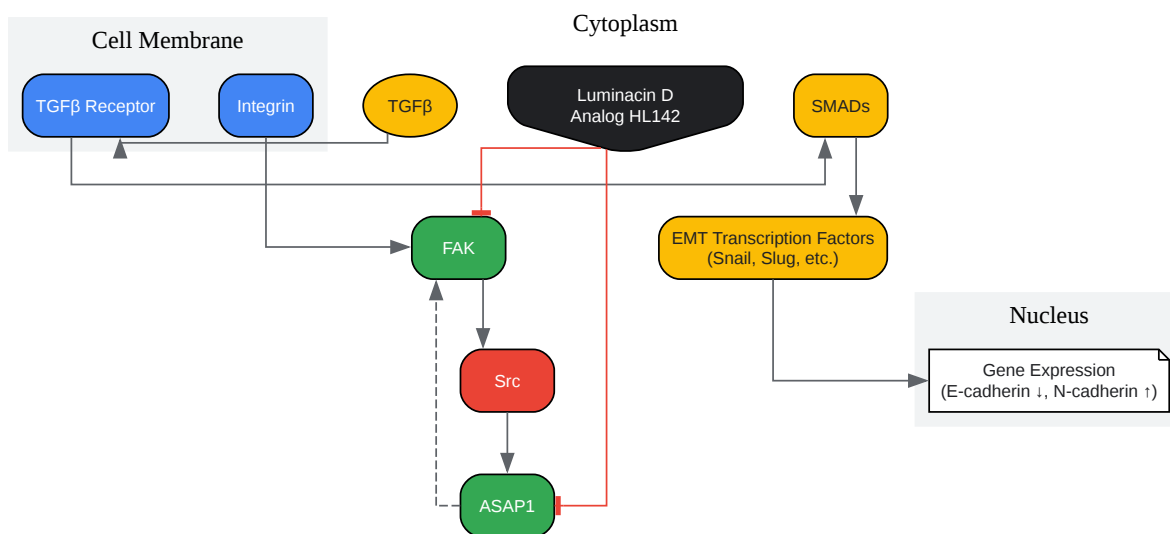 Cytoplasm
Cell Membrane
TGFβ Receptor
Integrin
TGFβ
Luminacin D
Analog HL142
SMADs
FAK
EMT Transcription Factors
(Snail, Slug, etc.)
Nucleus
Src
Gene Expression
(E-cadherin ↓, N-cadherin ↑)
ASAP1